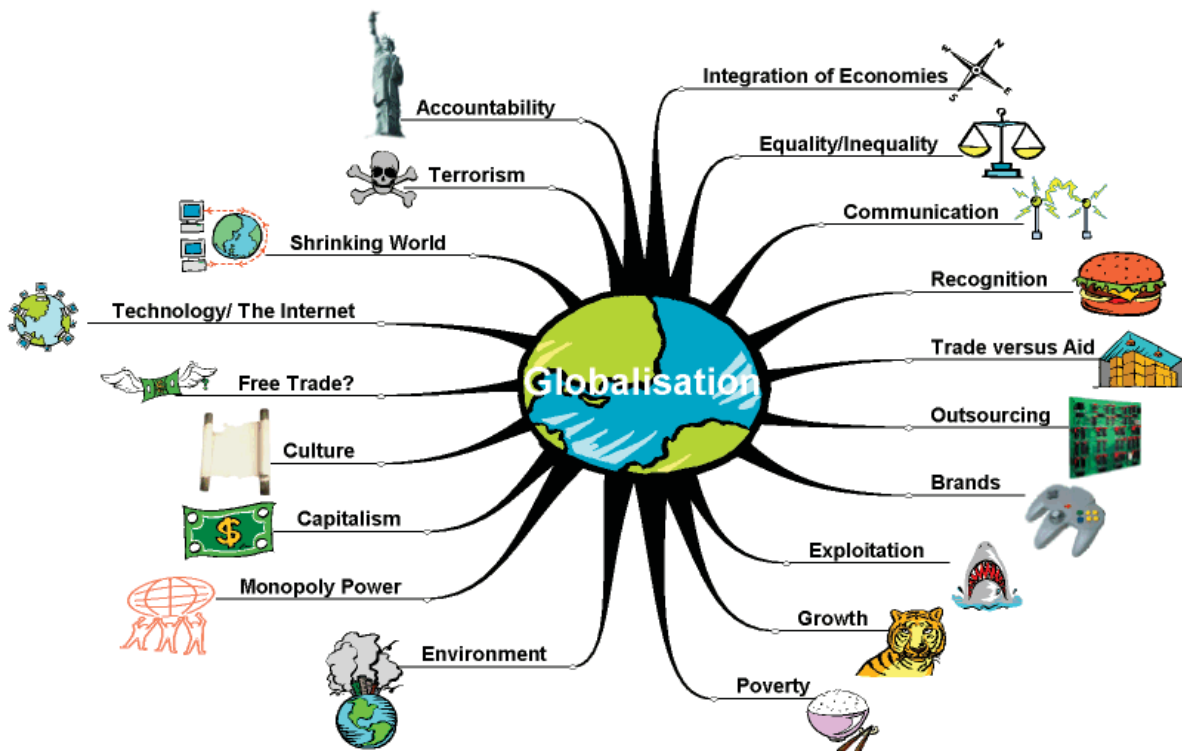 Integration of Economies
Equality/Inequality
Communication
Recognition
Trade versus Aid
Outsourcing
Brands
Exploitation
Growth
Poverty
Accountability
Terrorism
Shrinking World
Technology/ The Internet
Free Trade?
Culture
Capitalism
Monopoly Power
Environment
Globalisation
N
E
S
W
$
?